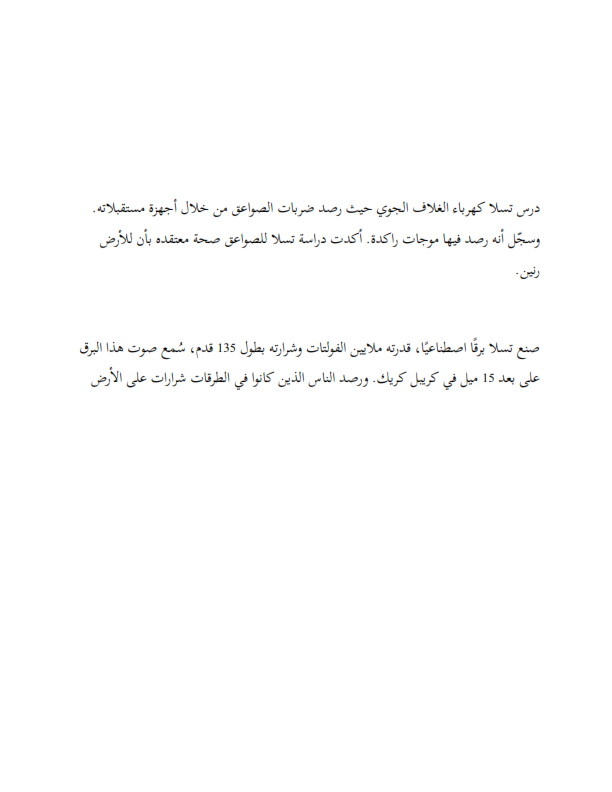 درس تسلا كهرباء الغلاف الجوي حيث رصد ضربات الصواعق من خلال أجهزة مستقبلاته.
وسجّل أنه رصد فيها موجات راكدة. أكدت دراسة تسلا للصواعق صحة معتقده بأن للأرض
رنين.
صنع تسلا برقًا اصطناعيًا، قدرته ملايين الفولتات وشرارته بطول 135 قدم، سُمع صوت هذا البرق
على بعد 15 ميل في كريبل كريك. ورصد الناس الذين كانوا في الطرقات شرارات على الأرض